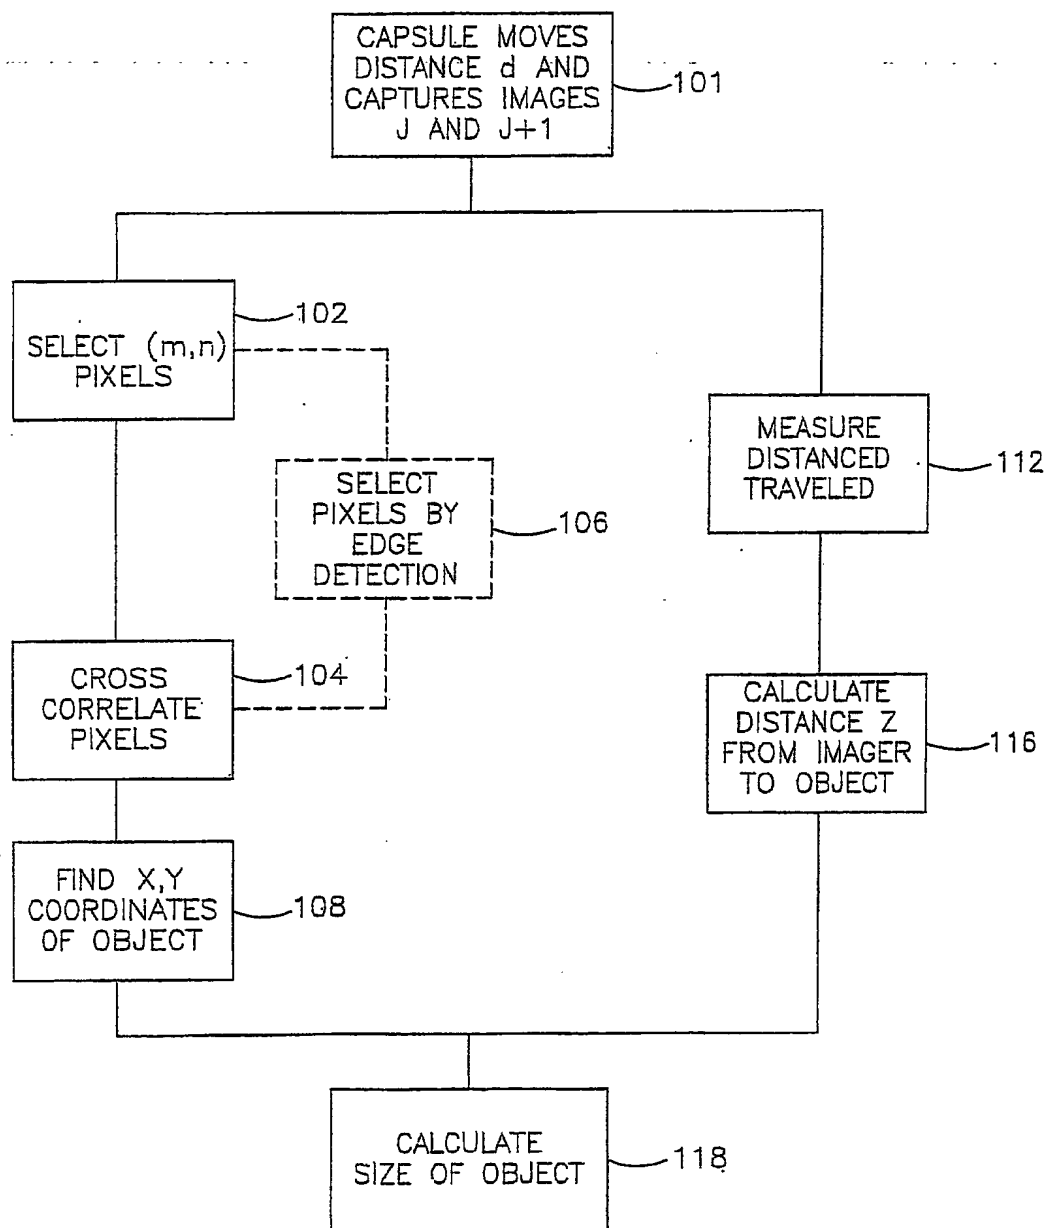 CAPSULE MOVES
DISTANCE d AND
CAPTURES IMAGES
J AND J+1
101
102
SELECT (m,n)
PIXELS
SELECT
PIXELS BY
EDGE
DETECTION
106
MEASURE
DISTANCED
TRAVELED
112
CROSS
CORRELATE
PIXELS
104
CALCULATE
DISTANCE Z
FROM IMAGER
TO OBJECT
116
FIND X,Y
COORDINATES
OF OBJECT
108
CALCULATE
SIZE OF OBJECT
118